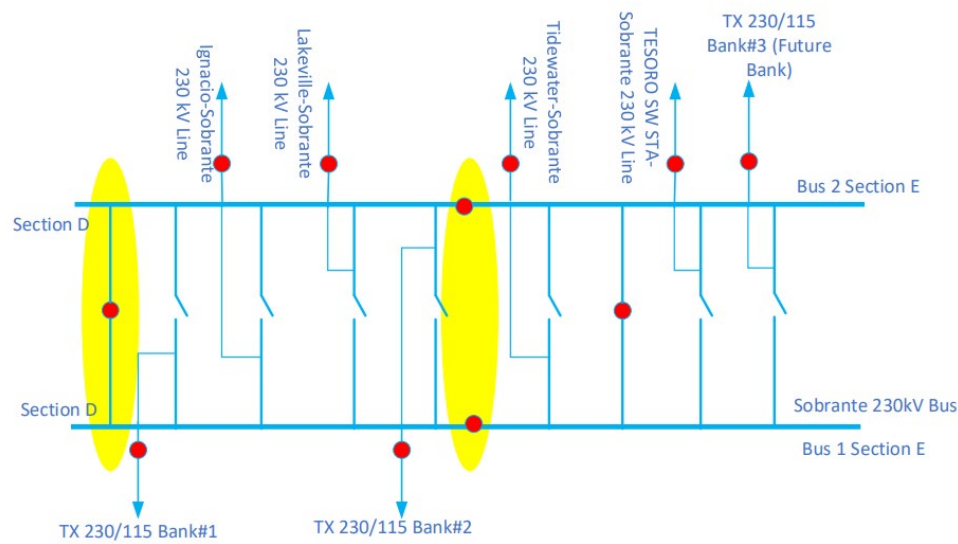 Ignacio-Sobrante
230 kV Line
Lakeville-Sobrante
230 kV Line
Tidewater-Sobrante
230 kV Line
TESORO SW STA-
Sobrante 230 kV Line
TX 230/115
Bank#3 (Future
Bank)
Bus 2 Section E
Section D
Section D
Sobrante 230kV Bus
Bus 1 Section E
TX 230/115 Bank#1
TX 230/115 Bank#2